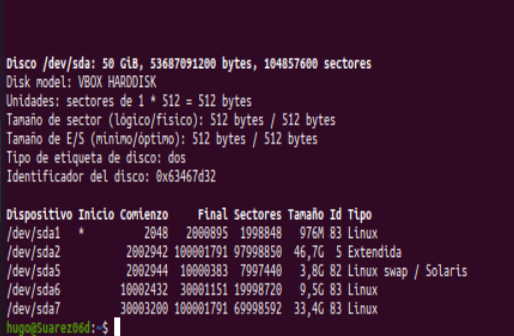 Disco /dev/sda: 50 GiB, 53687091200 bytes, 104857600 sectores
Disk model: VBOX HARDDISK
Unidades: sectores de 1 * 512 = 512 bytes
Tamaño de sector (lógico/físico): 512 bytes / 512 bytes
Tamaño de E/S (mínimo/óptimo): 512 bytes / 512 bytes
Tipo de etiqueta de disco: dos
Identificador del disco: 0x63467d32
Dispositivo Inicio Comienzo Final Sectores Tamaño Id Tipo
/dev/sda1 * 2048 2000895 1998848 976M 83 Linux
/dev/sda2 2002942 100001791 97998850 46,7G 5 Extendida
/dev/sda5 2002944 10000383 7997440 3,8G 82 Linux swap / Solaris
/dev/sda6 10002432 30001151 19998720 9,5G 83 Linux
/dev/sda7 30003200 100001791 69998592 33,4G 83 Linux
hugo@Suarez06d:~$